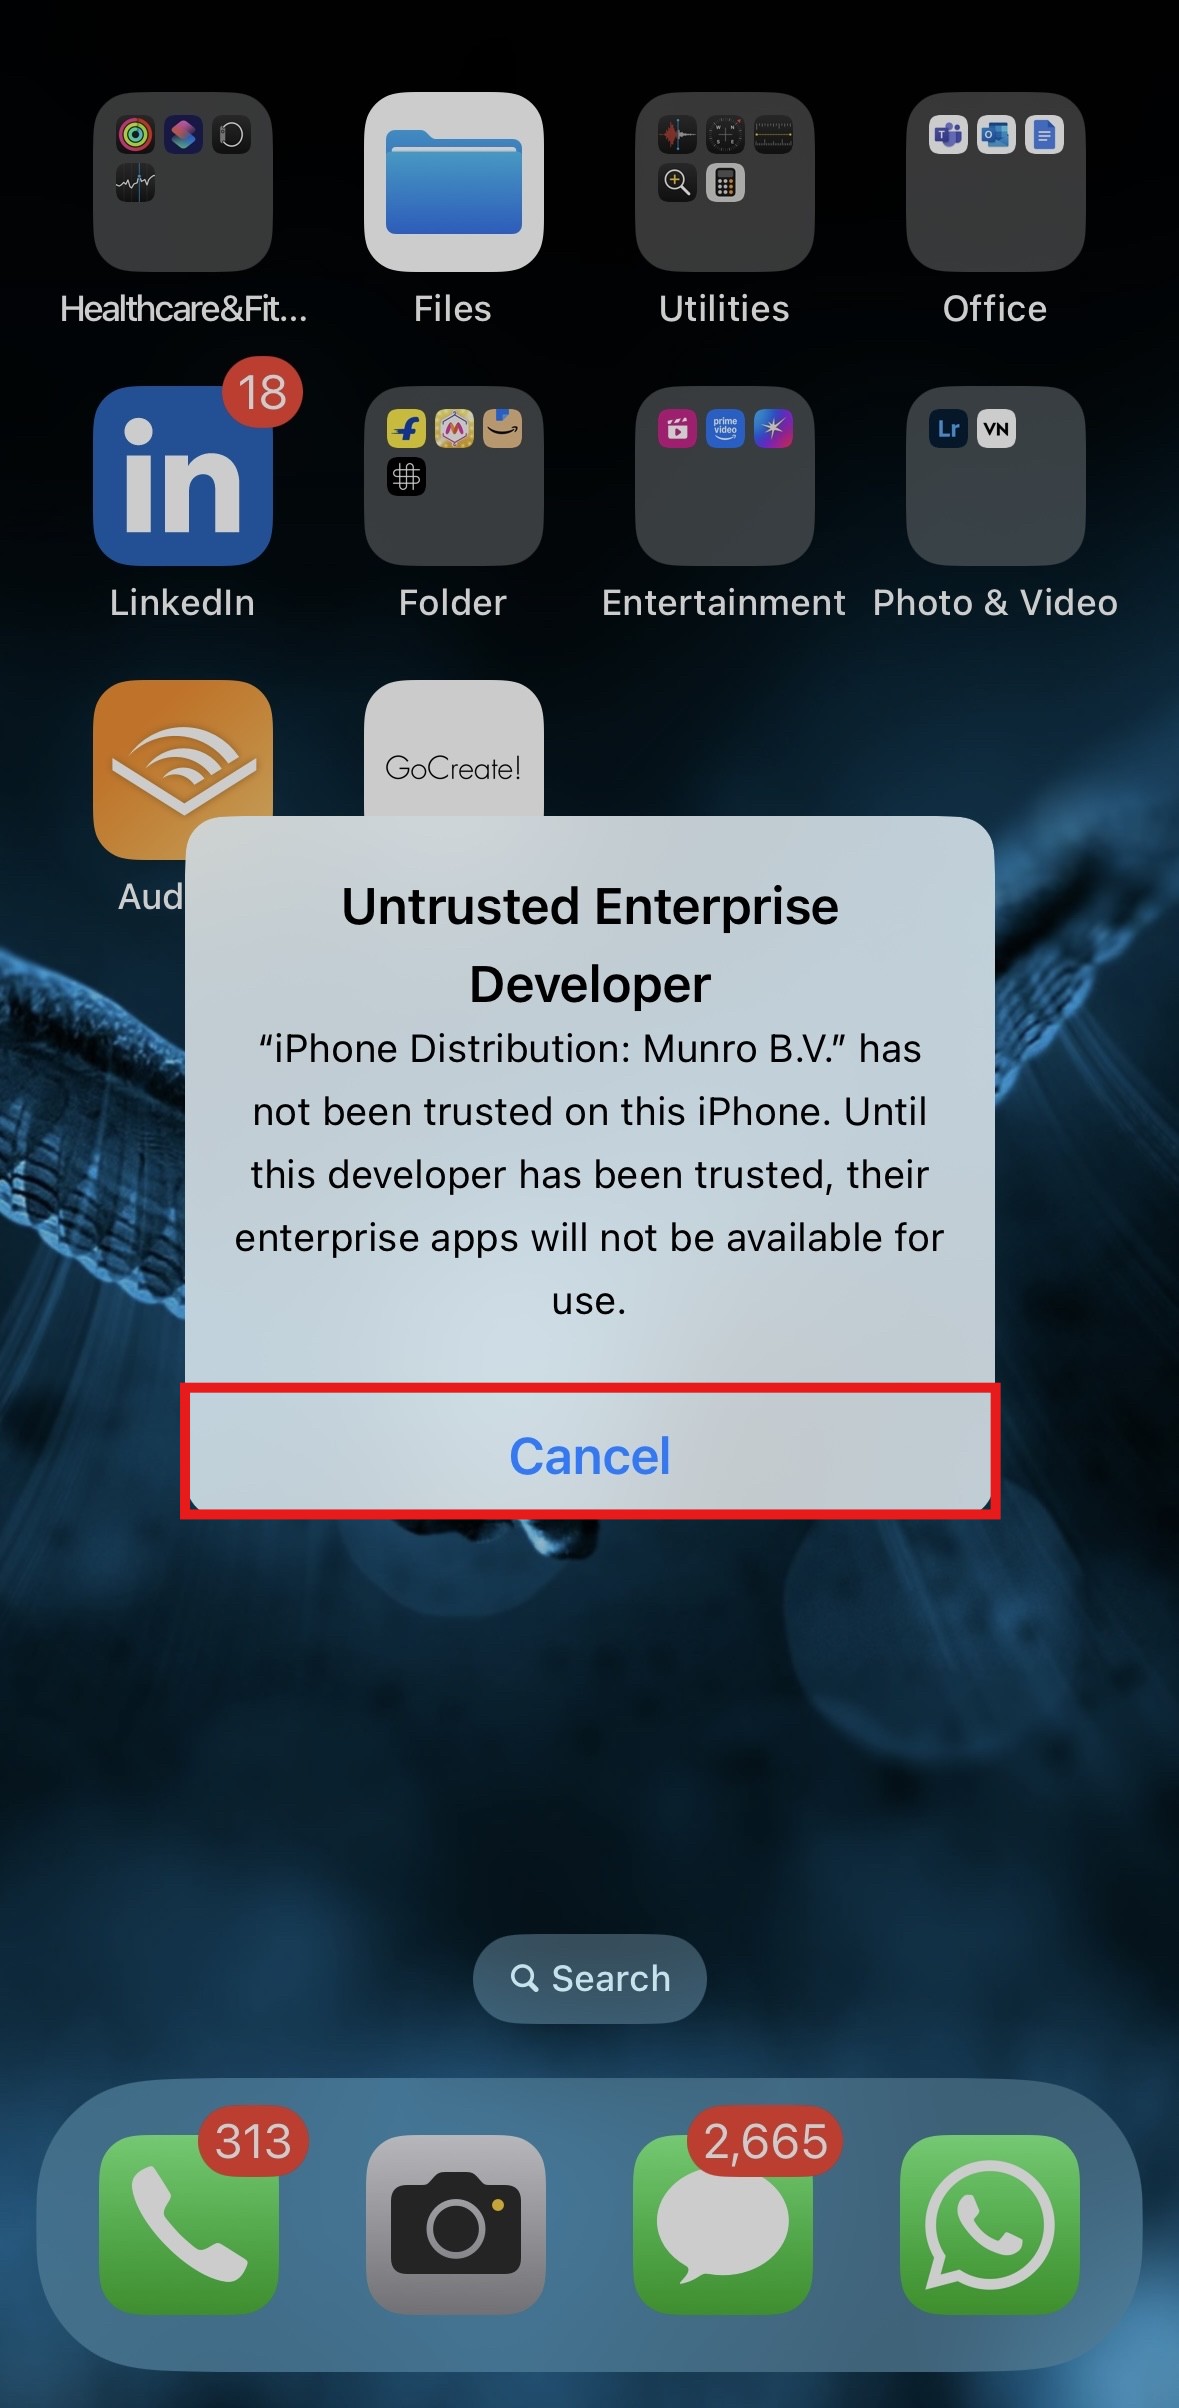 Healthcare&Fit...
Files
Utilities
Office
18
in
prime video
Lr
VN
LinkedIn
Folder
Entertainment
Photo & Video
GoCreate!
Aud
Untrusted Enterprise
Developer
“iPhone Distribution: Munro B.V.” has
not been trusted on this iPhone. Until
this developer has been trusted, their
enterprise apps will not be available for
use.
Cancel
Search
313
2,665